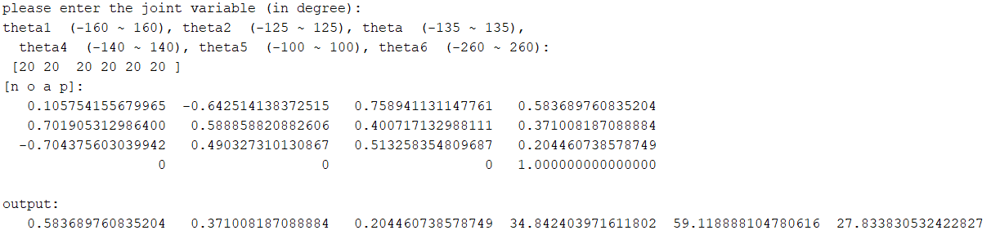 please enter the joint variable (in degree):
theta1  (-160 ~ 160), theta2  (-125 ~ 125), theta  (-135 ~ 135),
  theta4  (-140 ~ 140), theta5  (-100 ~ 100), theta6  (-260 ~ 260):
 [20 20  20 20 20 20 ]
[n o a p]:
   0.105754155679965  -0.642514138372515   0.758941131147761   0.583689760835204
   0.701905312986400   0.588858820882606   0.400717132988111   0.371008187088884
  -0.704375603039942   0.490327310130867   0.513258354809687   0.204460738578749
                   0                   0                   0   1.000000000000000
output:
   0.583689760835204   0.371008187088884   0.204460738578749  34.842403971611802  59.118888104780616  27.833830532422827